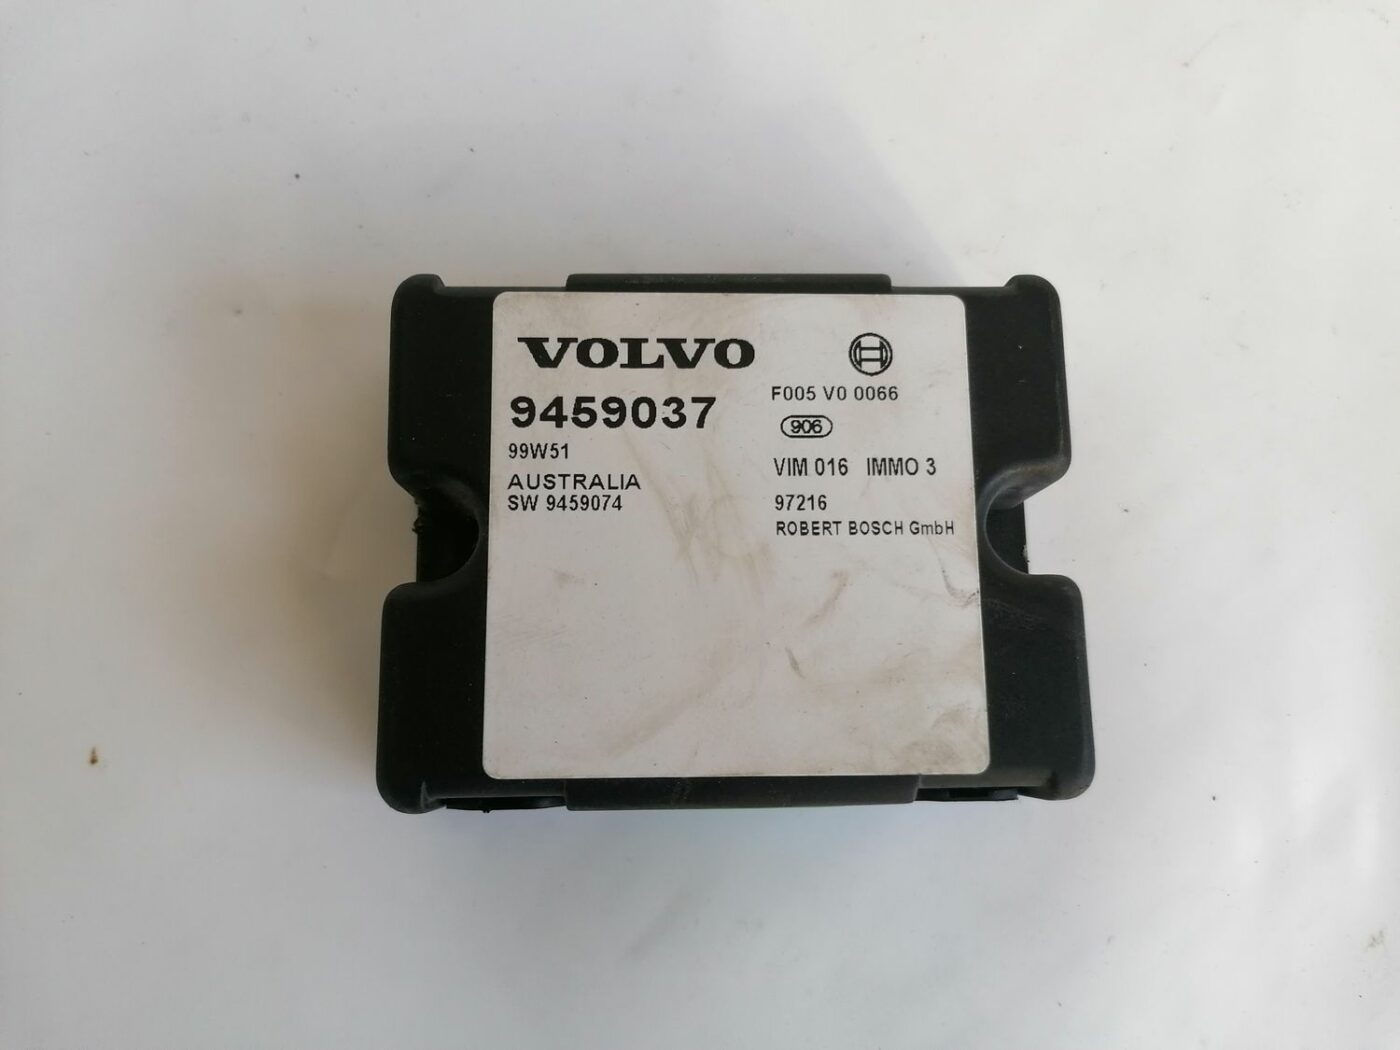 VOLVO
9459037
99W51
AUSTRALIA
SW 9459074
F005 V0 0066
906
VIM 016 IMMO 3
97216
ROBERT BOSCH GmbH